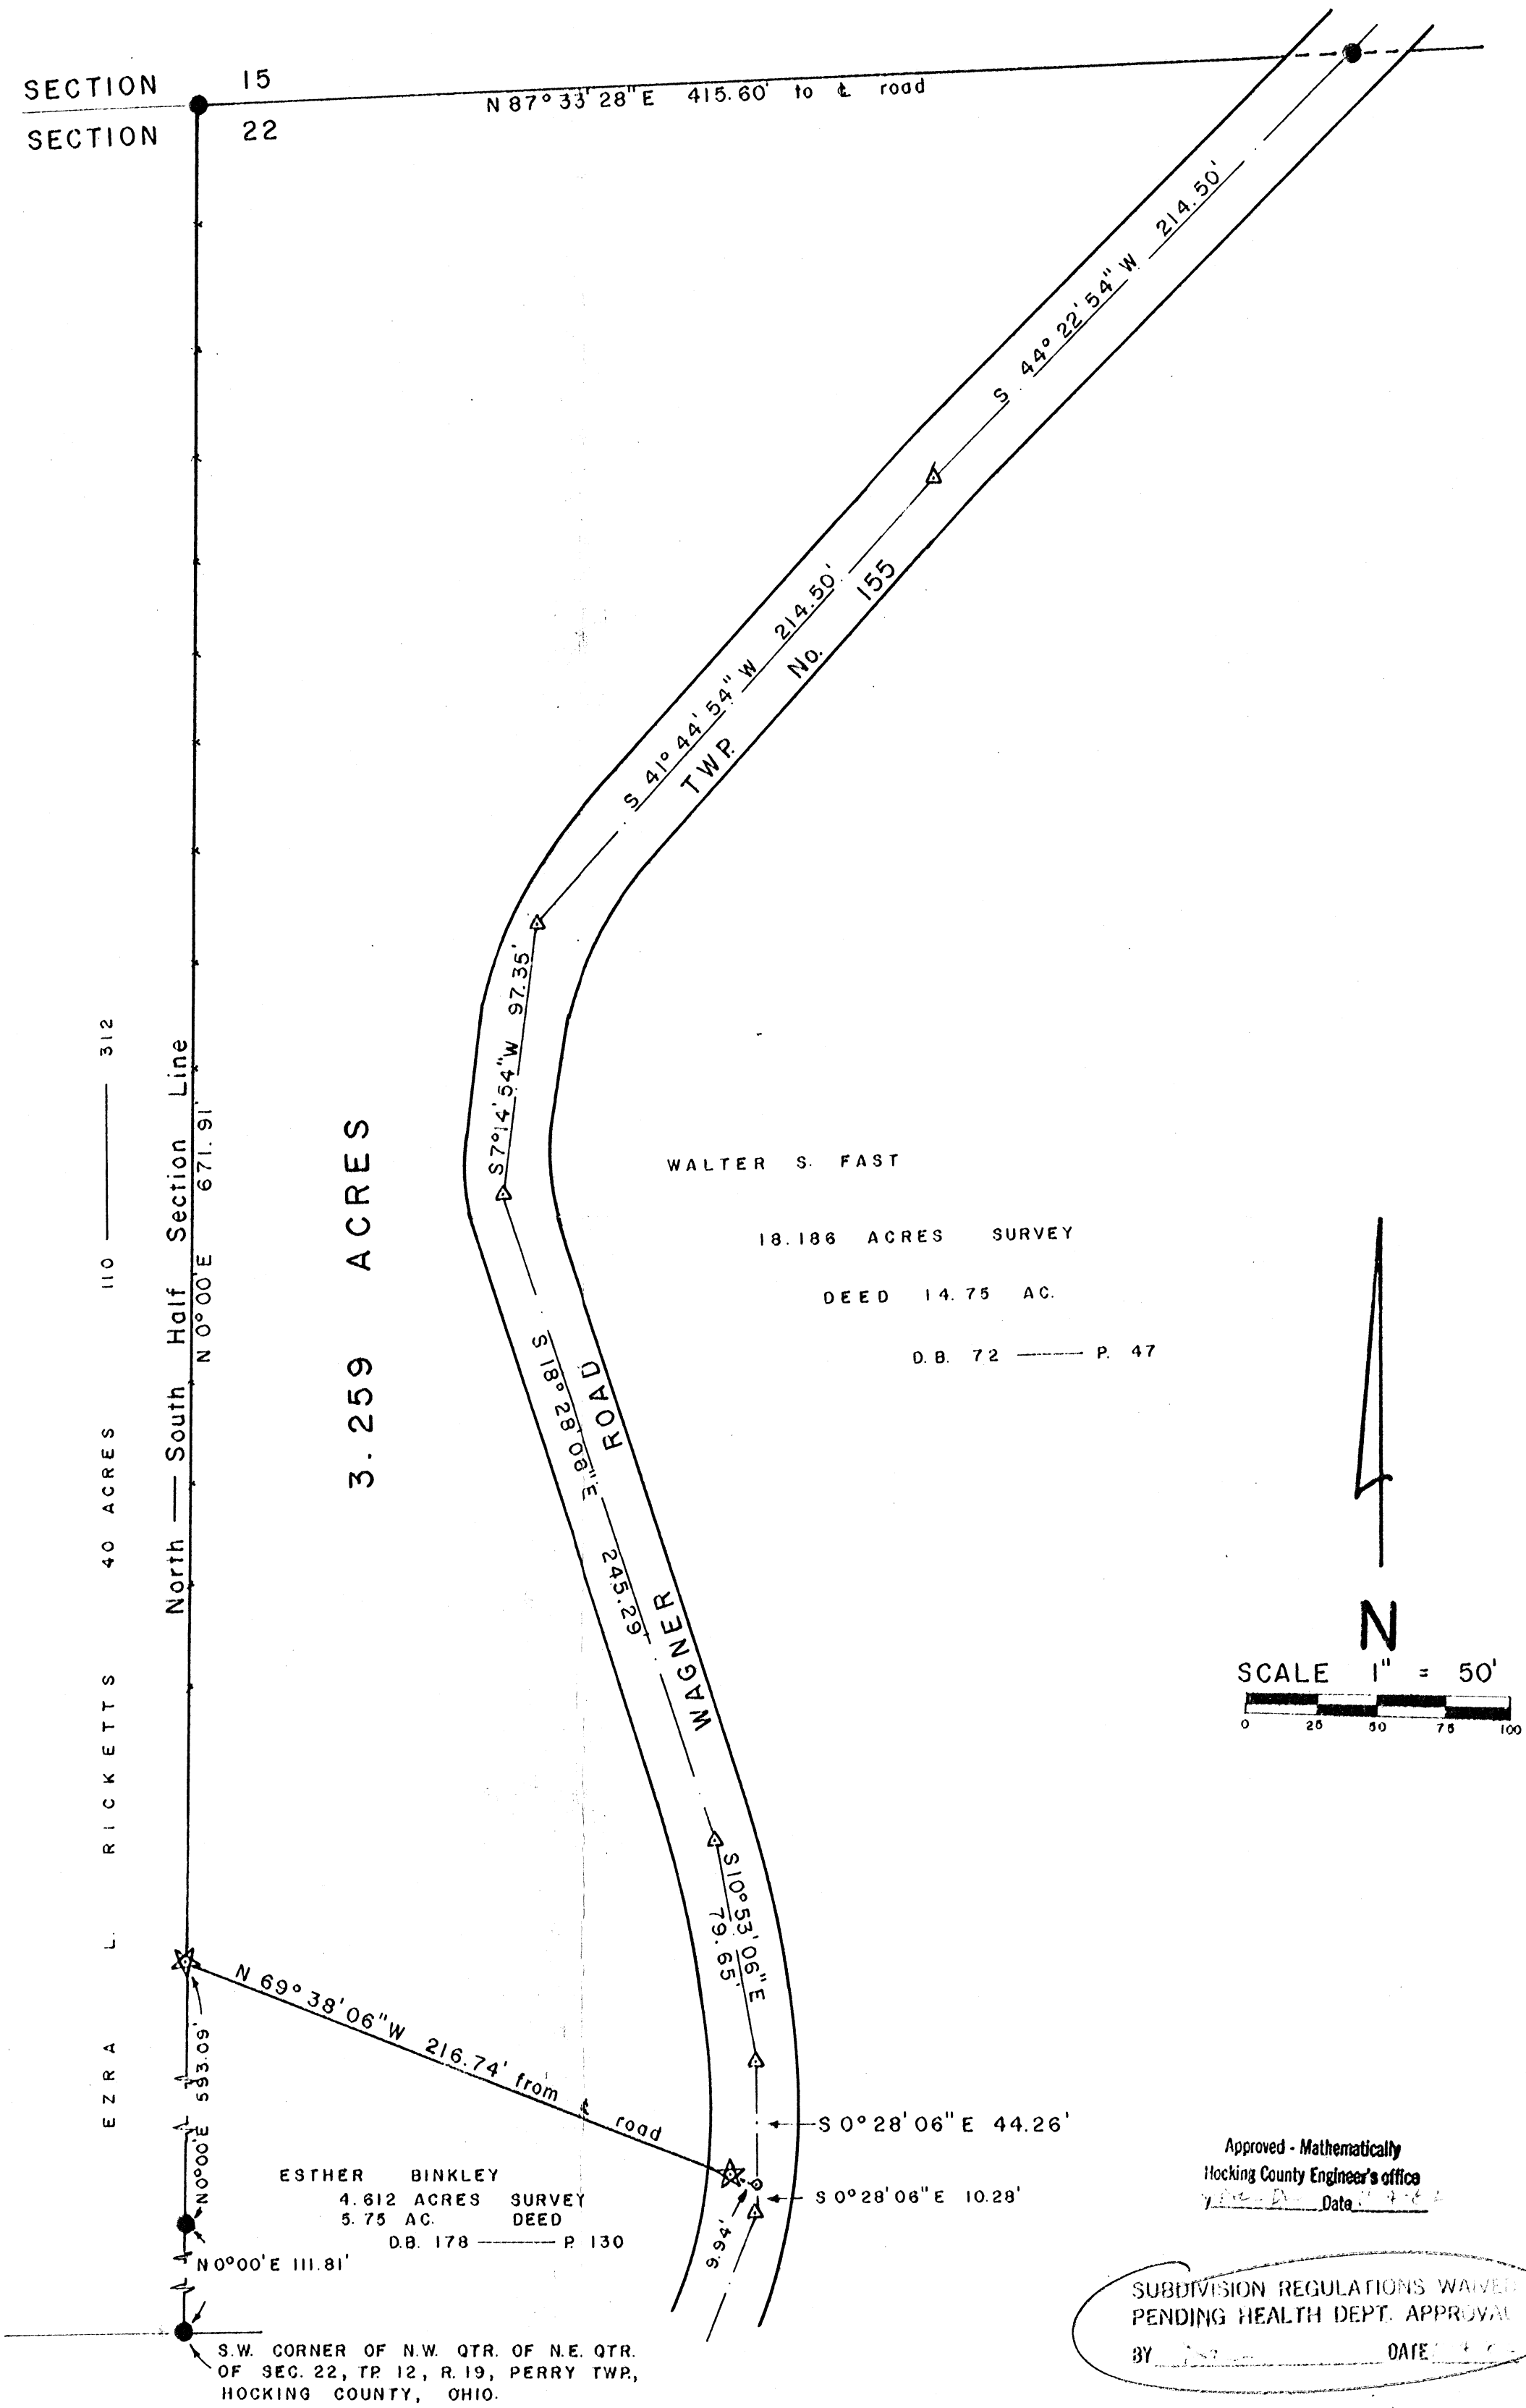 SECTION 15
N 87° 33' 28" E 415.60' to ℄ road
SECTION 22
S 44° 22' 54" W 214.50'
S 41° 44' 54" W 214.50'
TWP. No. 155
S 7° 14' 54" W 97.35'
S 18° 28' 08" E 245.29'
WAGNER ROAD
S 10° 53' 06" E
79.65'
North — South Half Section Line
N 0° 00' E 671.91'
3.259 ACRES
EZRA L. RICKETTS 40 ACRES 110 — 312
WALTER S. FAST
18.186 ACRES SURVEY
DEED 14.75 AC.
D.B. 72 — P. 47
N
SCALE 1" = 50'
0 25 50 75 100
N 69° 38' 06" W 216.74' from ℄ road
N 0° 00' E 593.09'
S 0° 28' 06" E 44.26'
S 0° 28' 06" E 10.28'
9.94'
ESTHER BINKLEY
4.612 ACRES SURVEY
5.75 AC. DEED
D.B. 178 — P. 130
N 0° 00' E 111.81'
S.W. CORNER OF N.W. QTR. OF N.E. QTR.
OF SEC. 22, TP. 12, R. 19, PERRY TWP.,
HOCKING COUNTY, OHIO.
Approved - Mathematically
Hocking County Engineer's office
Date
SUBDIVISION REGULATIONS WAIVED
PENDING HEALTH DEPT. APPROVAL
BY DATE